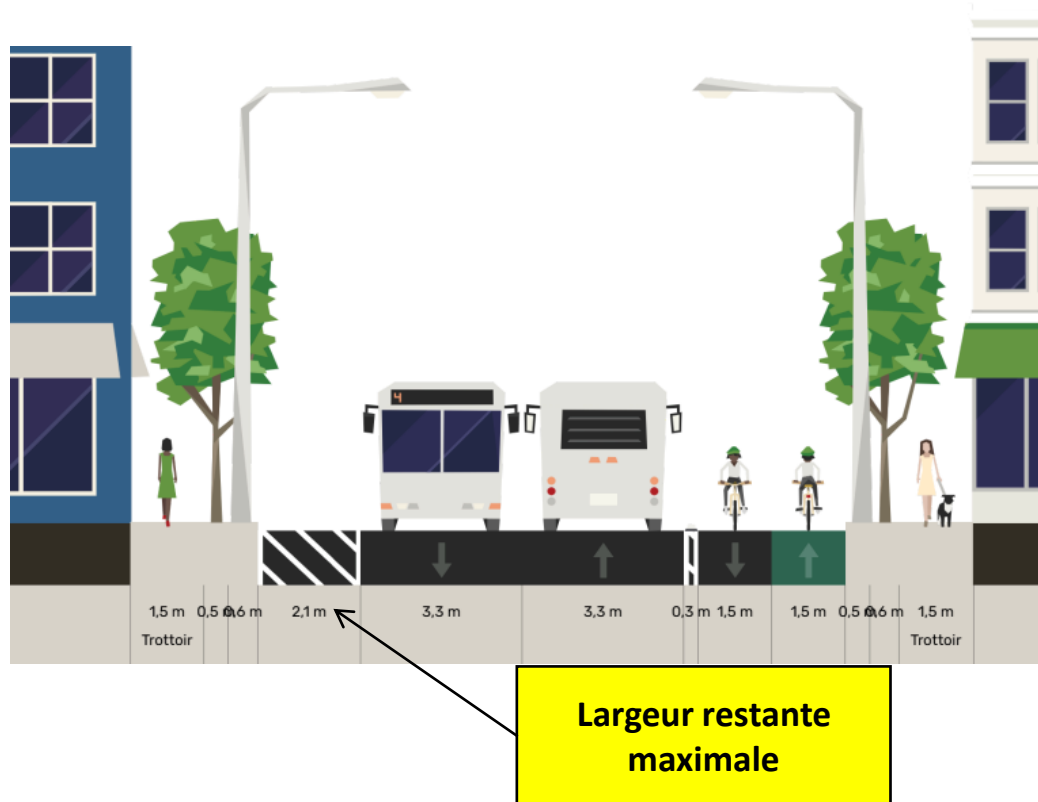 4
1,5 m 0,5 m 0,6 m 2,1 m 3,3 m 3,3 m 0,3 m 1,5 m 1,5 m 0,5 m 0,6 m 1,5 m
Trottoir Trottoir
Largeur restante
maximale